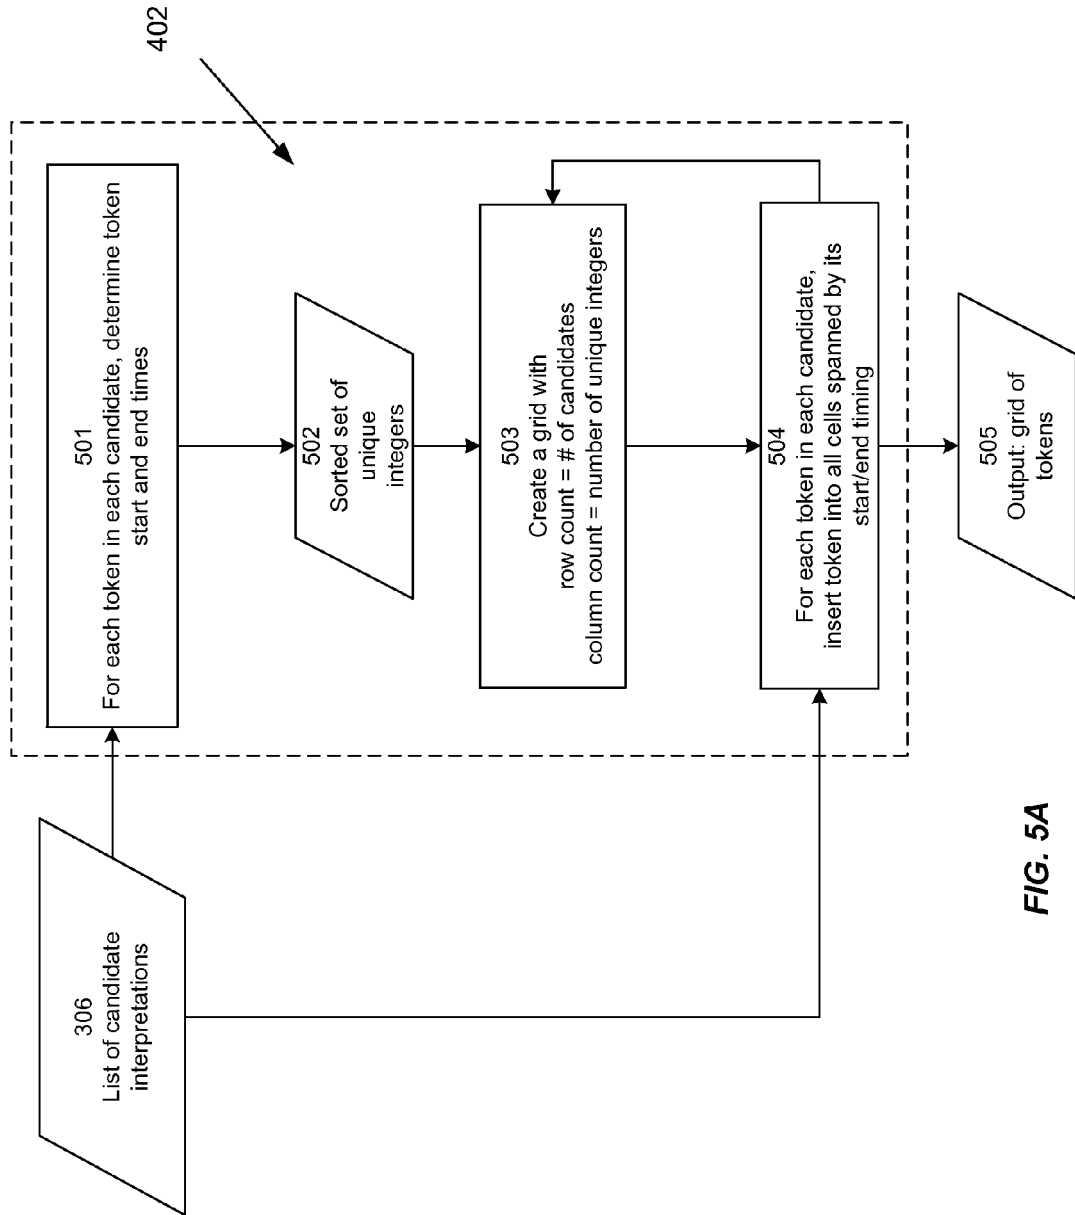 402
306
List of candidate
interpretations
501
For each token in each candidate, determine token
start and end times
502
Sorted set of
unique
integers
503
Create a grid with
row count = # of candidates
column count = number of unique integers
504
For each token in each candidate,
insert token into all cells spanned by its
start/end timing
505
Output: grid of
tokens
FIG. 5A